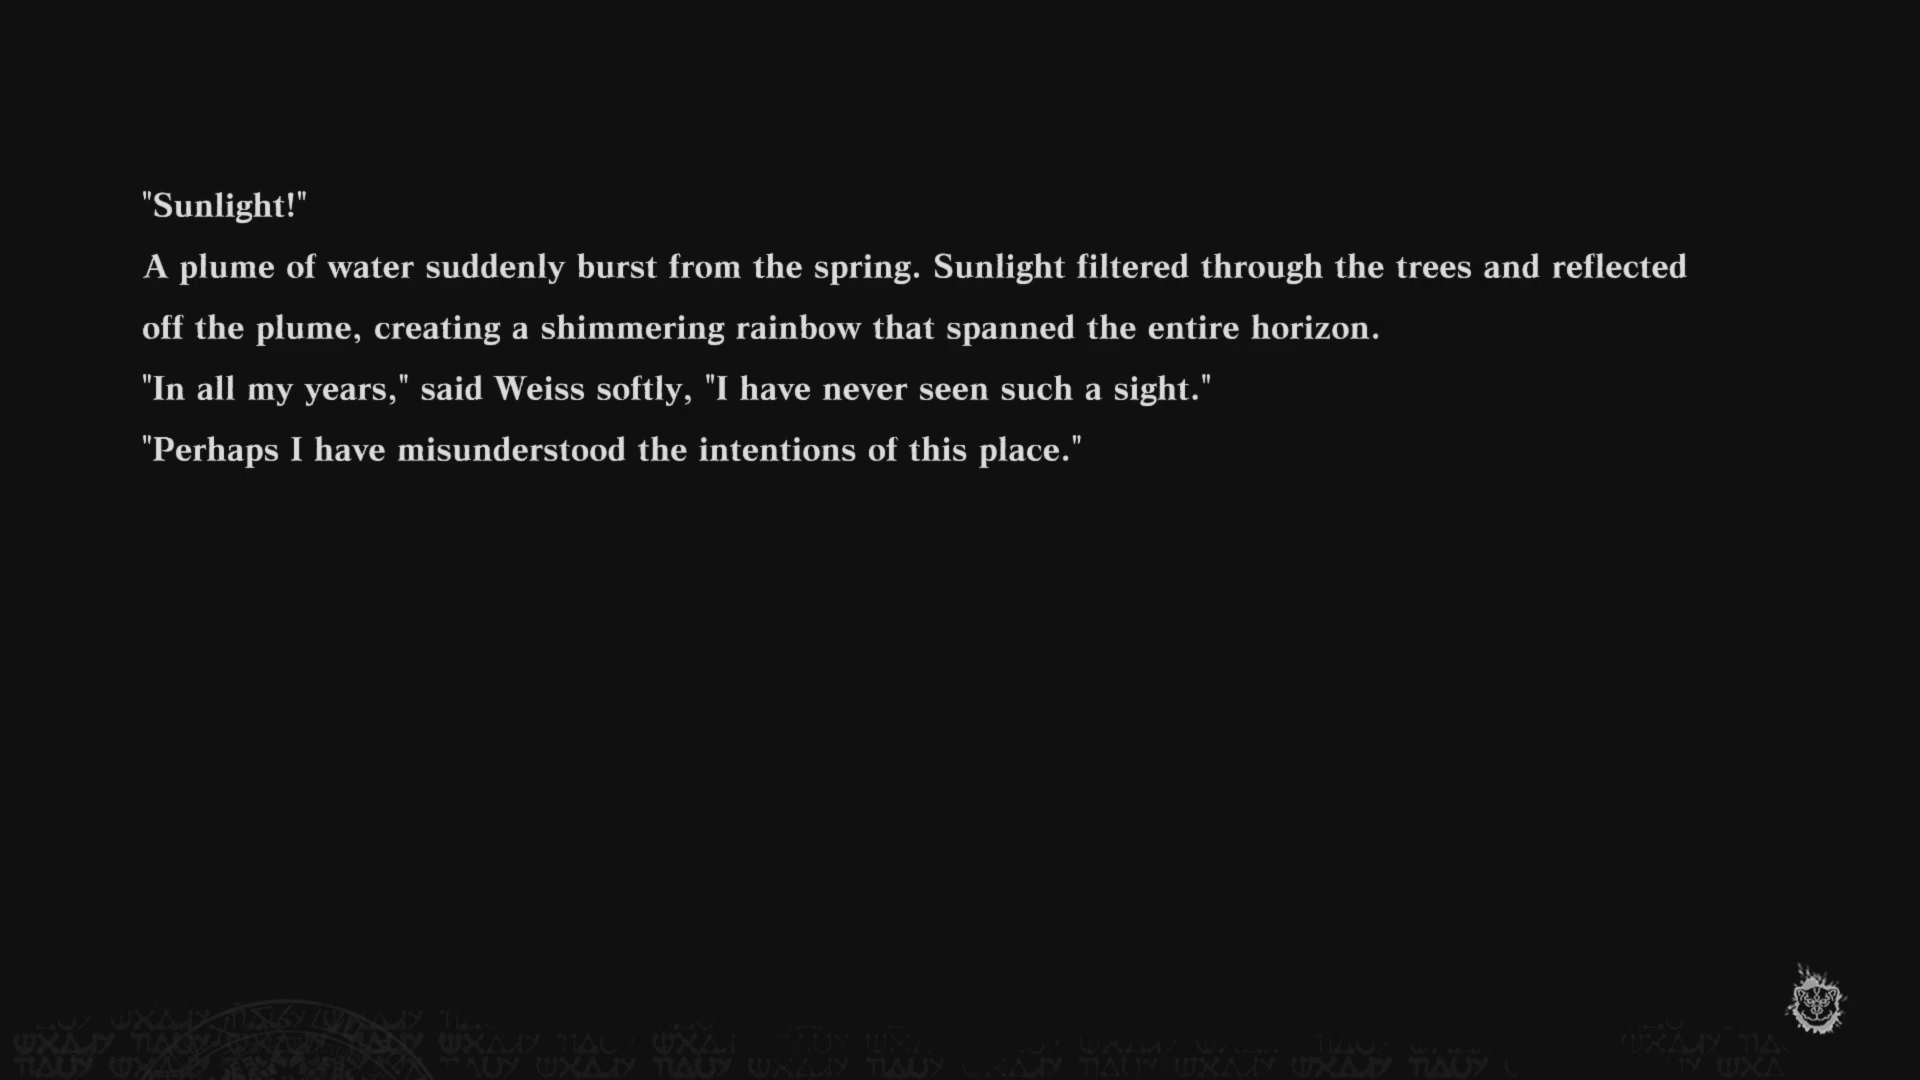 "Sunlight!"
A plume of water suddenly burst from the spring. Sunlight filtered through the trees and reflected
off the plume, creating a shimmering rainbow that spanned the entire horizon.
"In all my years," said Weiss softly, "I have never seen such a sight."
"Perhaps I have misunderstood the intentions of this place."